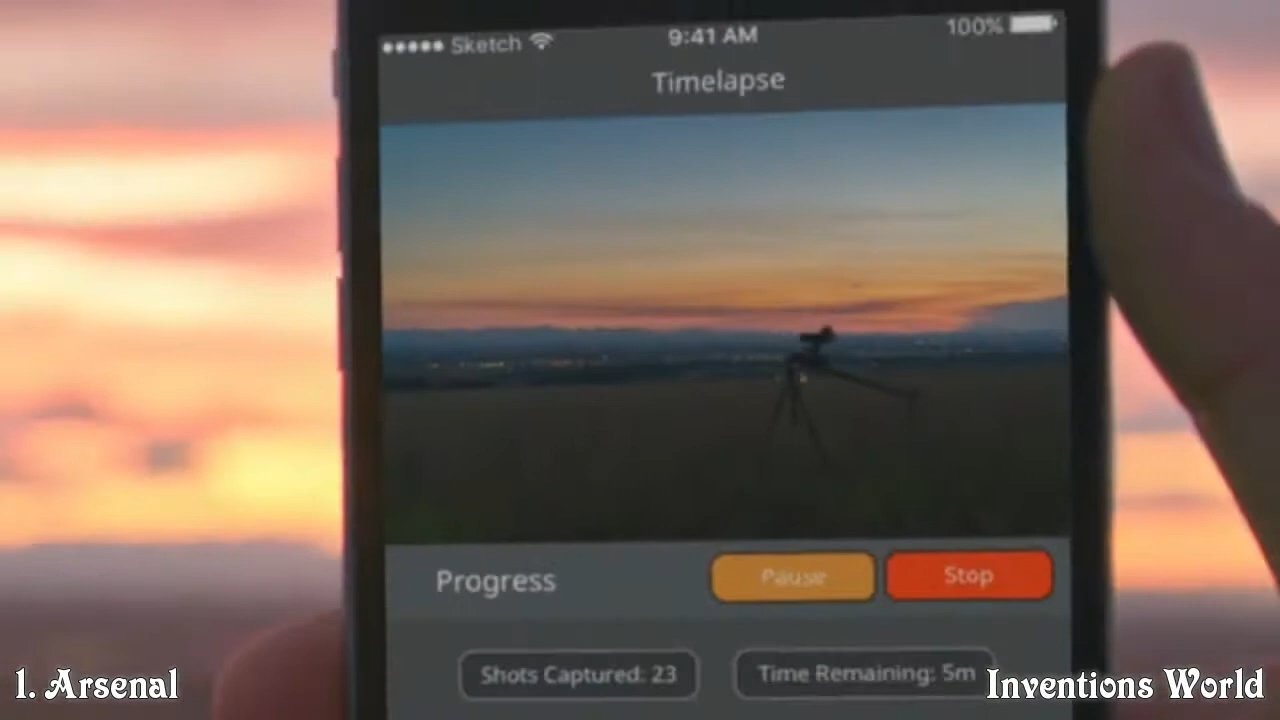 Sketch 9:41 AM 100%
Timelapse
Progress Pause Stop
Shots Captured: 23 Time Remaining: 5m
1. Arsenal Inventions World